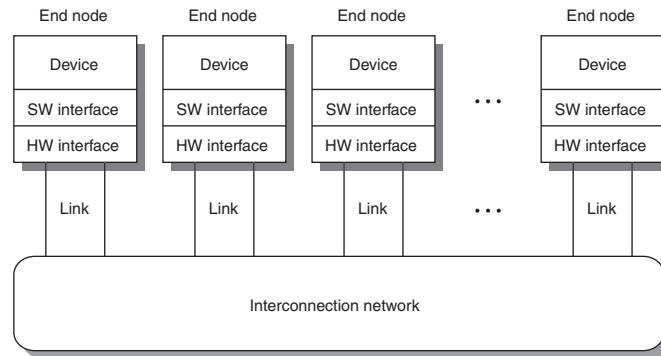 End node End node End node End node
Device Device Device Device
SW interface SW interface SW interface ... SW interface
HW interface HW interface HW interface HW interface
Link Link Link ... Link
Interconnection network